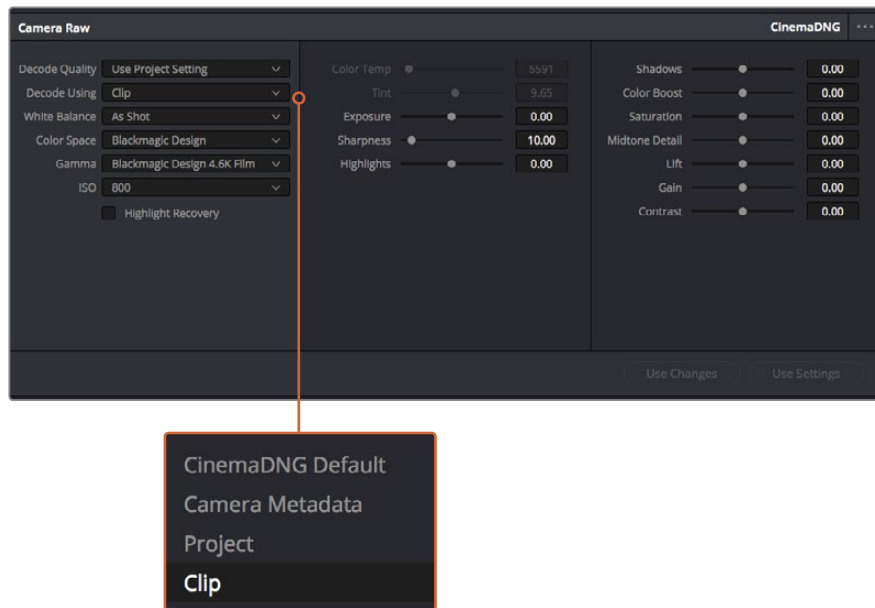 Camera Raw
CinemaDNG
Decode Quality Use Project Setting
Decode Using Clip
White Balance As Shot
Color Space Blackmagic Design
Gamma Blackmagic Design 4.6K Film
ISO 800
Highlight Recovery
Color Temp 5591
Tint 9.65
Exposure 0.00
Sharpness 10.00
Highlights 0.00
Shadows 0.00
Color Boost 0.00
Saturation 0.00
Midtone Detail 0.00
Lift 0.00
Gain 0.00
Contrast 0.00
Use Changes
Use Settings
CinemaDNG Default
Camera Metadata
Project
Clip